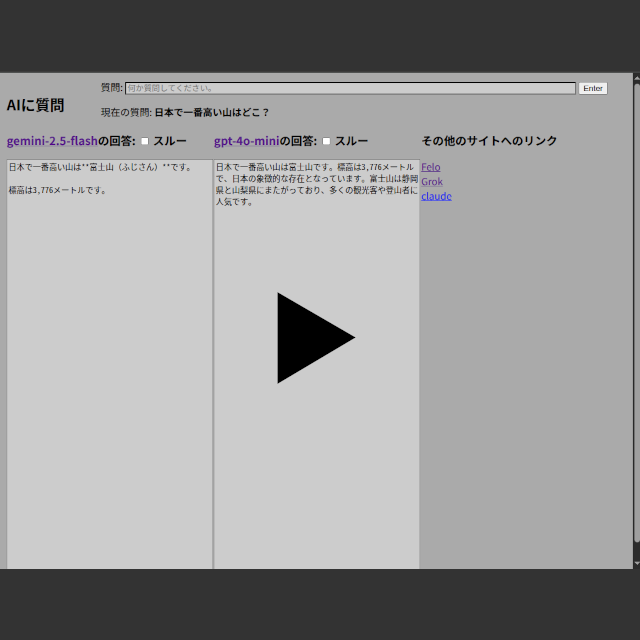 AIに質問
質問: 何か質問してください。 Enter
現在の質問: 日本で一番高い山はどこ？
gemini-2.5-flashの回答: スルー
gpt-4o-miniの回答: スルー
その他のサイトへのリンク
日本で一番高い山は**富士山（ふじさん）**です。
標高は3,776メートルです。
日本で一番高い山は富士山です。標高は3,776メートル
で、日本の象徴的な存在となっています。富士山は静岡
県と山梨県にまたがっており、多くの観光客や登山者に
人気です。
Felo
Grok
claude